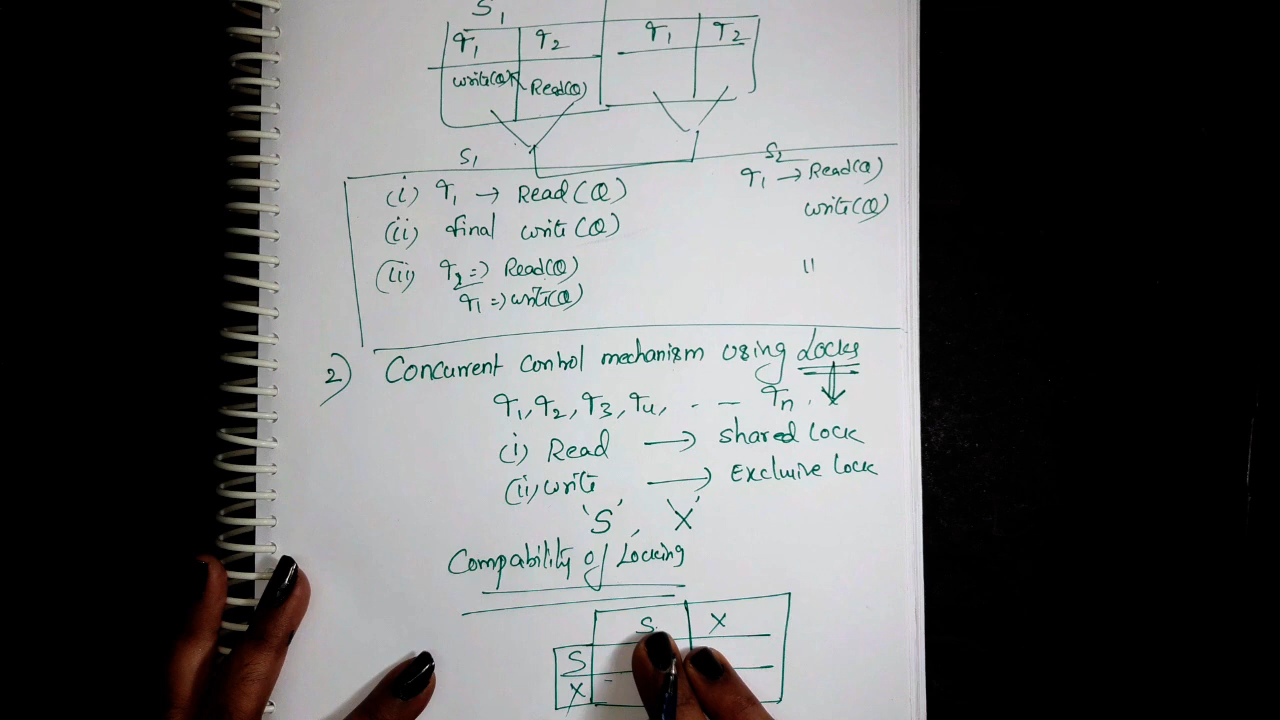 S1
T1 T2 T1 T2
write(Q) Read(Q)
S1 S2
(i) T1 → Read(Q) T1 → Read(Q)
(ii) final write(Q) write(Q)
(iii) T2 => Read(Q) "
T1 => write(Q)
2) Concurrent control mechanism using Locks
T1, T2, T3, T4, . - - Tn.
(i) Read → shared lock
(ii) write → Exclusive lock
'S', 'X'
Compability of Locking
S X
S
X -